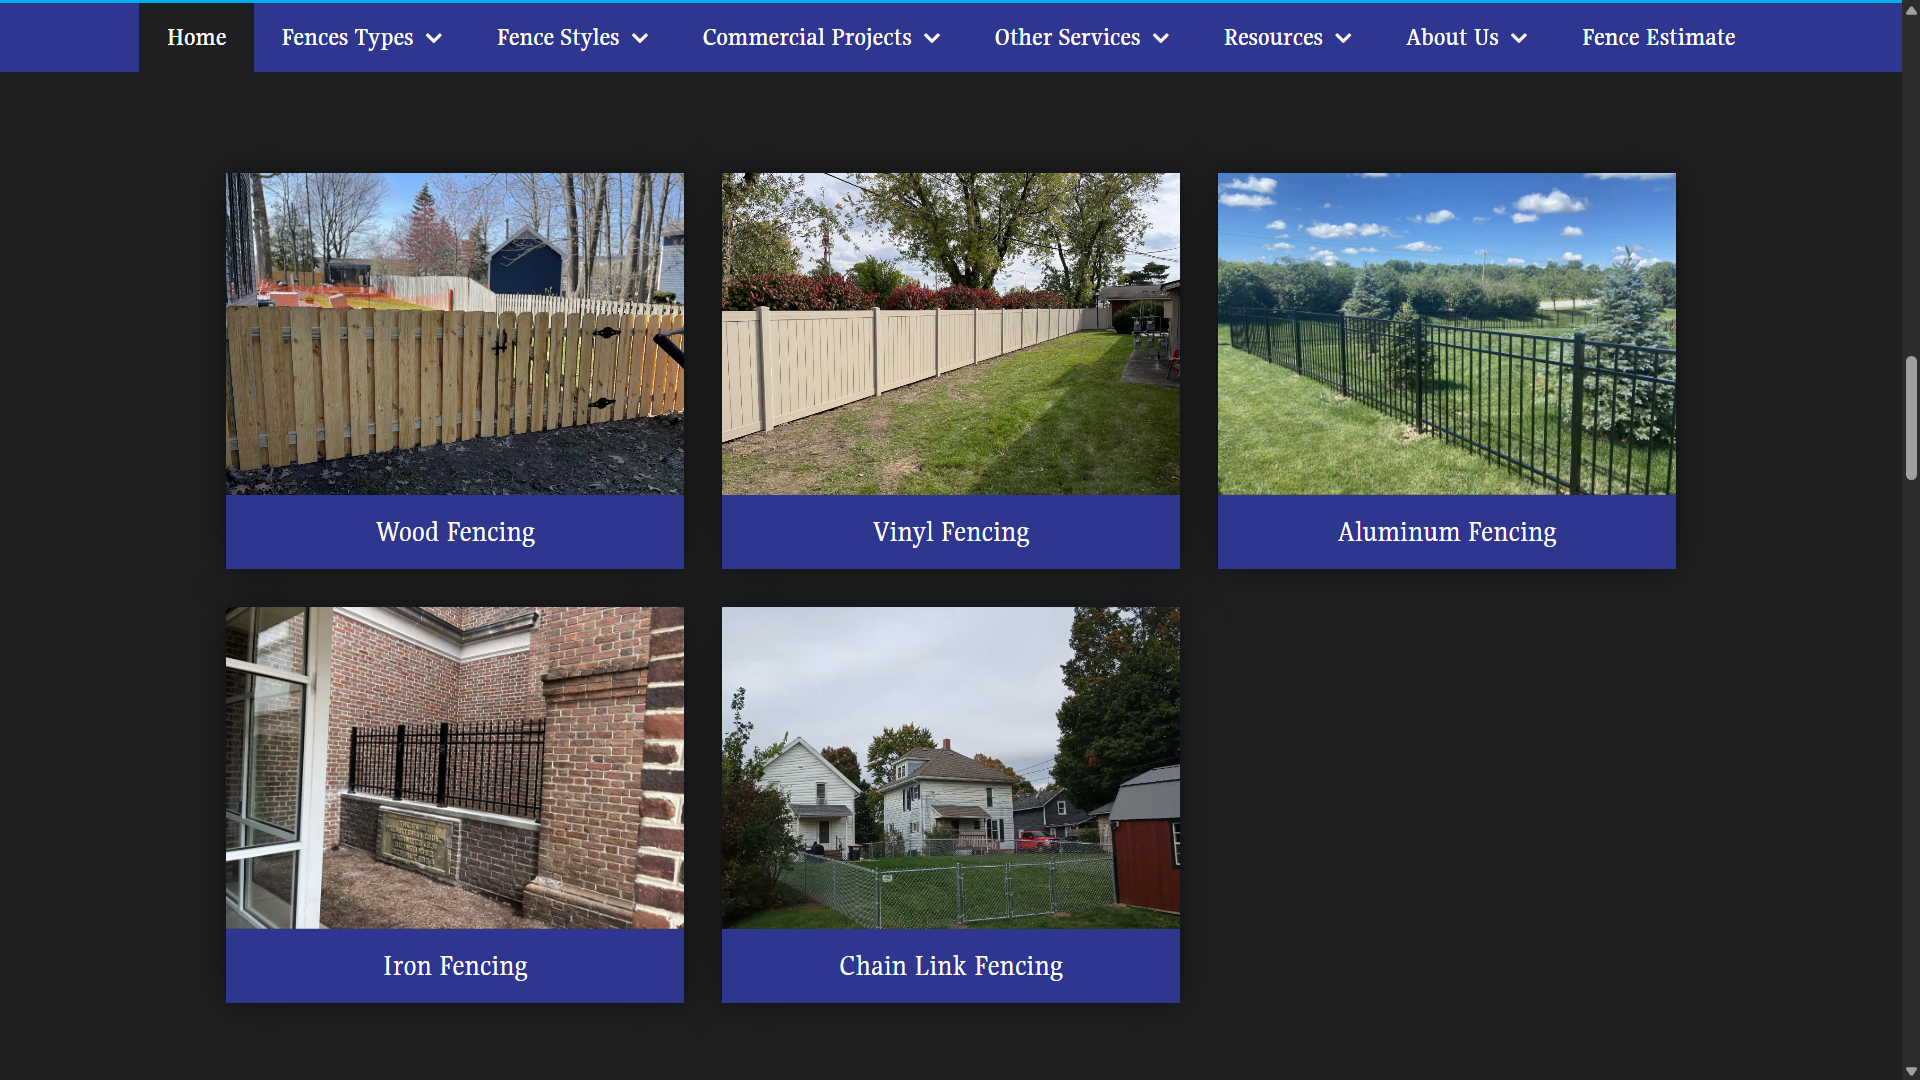 Home
Fences Types
Fence Styles
Commercial Projects
Other Services
Resources
About Us
Fence Estimate
Wood Fencing
Vinyl Fencing
Aluminum Fencing
Iron Fencing
Chain Link Fencing